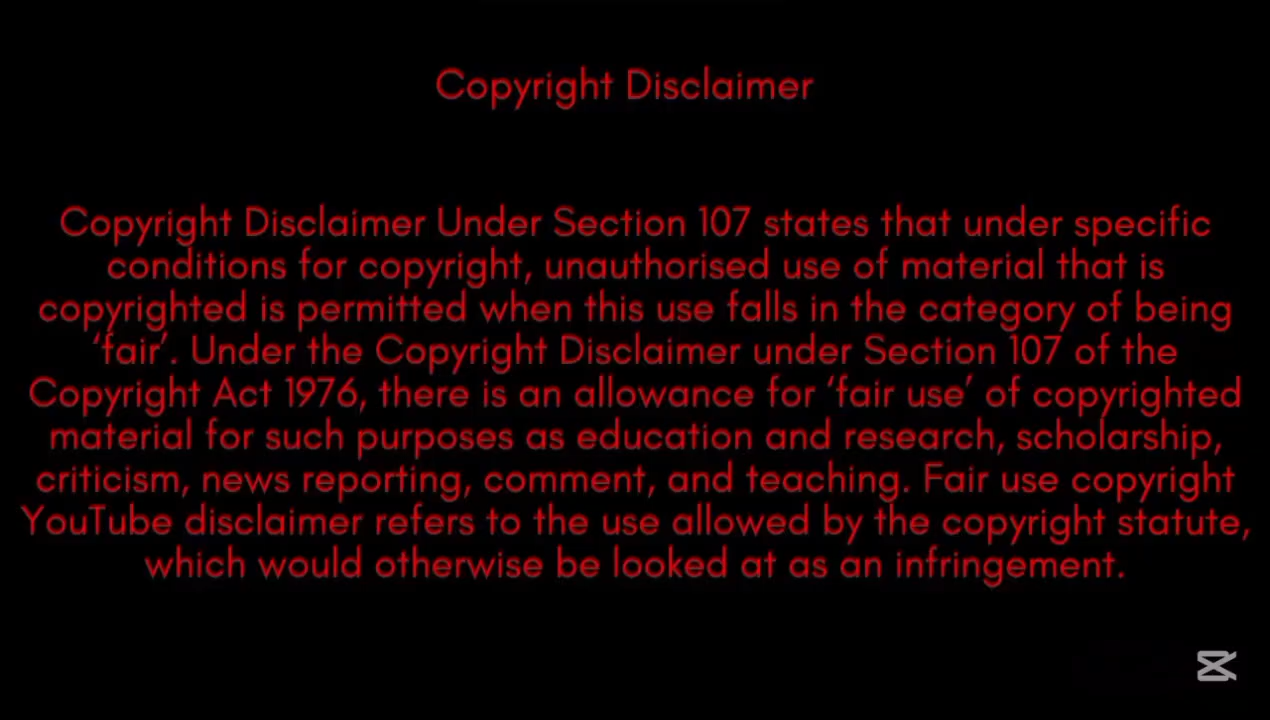 Copyright Disclaimer
Copyright Disclaimer Under Section 107 states that under specific
conditions for copyright, unauthorised use of material that is
copyrighted is permitted when this use falls in the category of being
‘fair’. Under the Copyright Disclaimer under Section 107 of the
Copyright Act 1976, there is an allowance for ‘fair use’ of copyrighted
material for such purposes as education and research, scholarship,
criticism, news reporting, comment, and teaching. Fair use copyright
YouTube disclaimer refers to the use allowed by the copyright statute,
which would otherwise be looked at as an infringement.